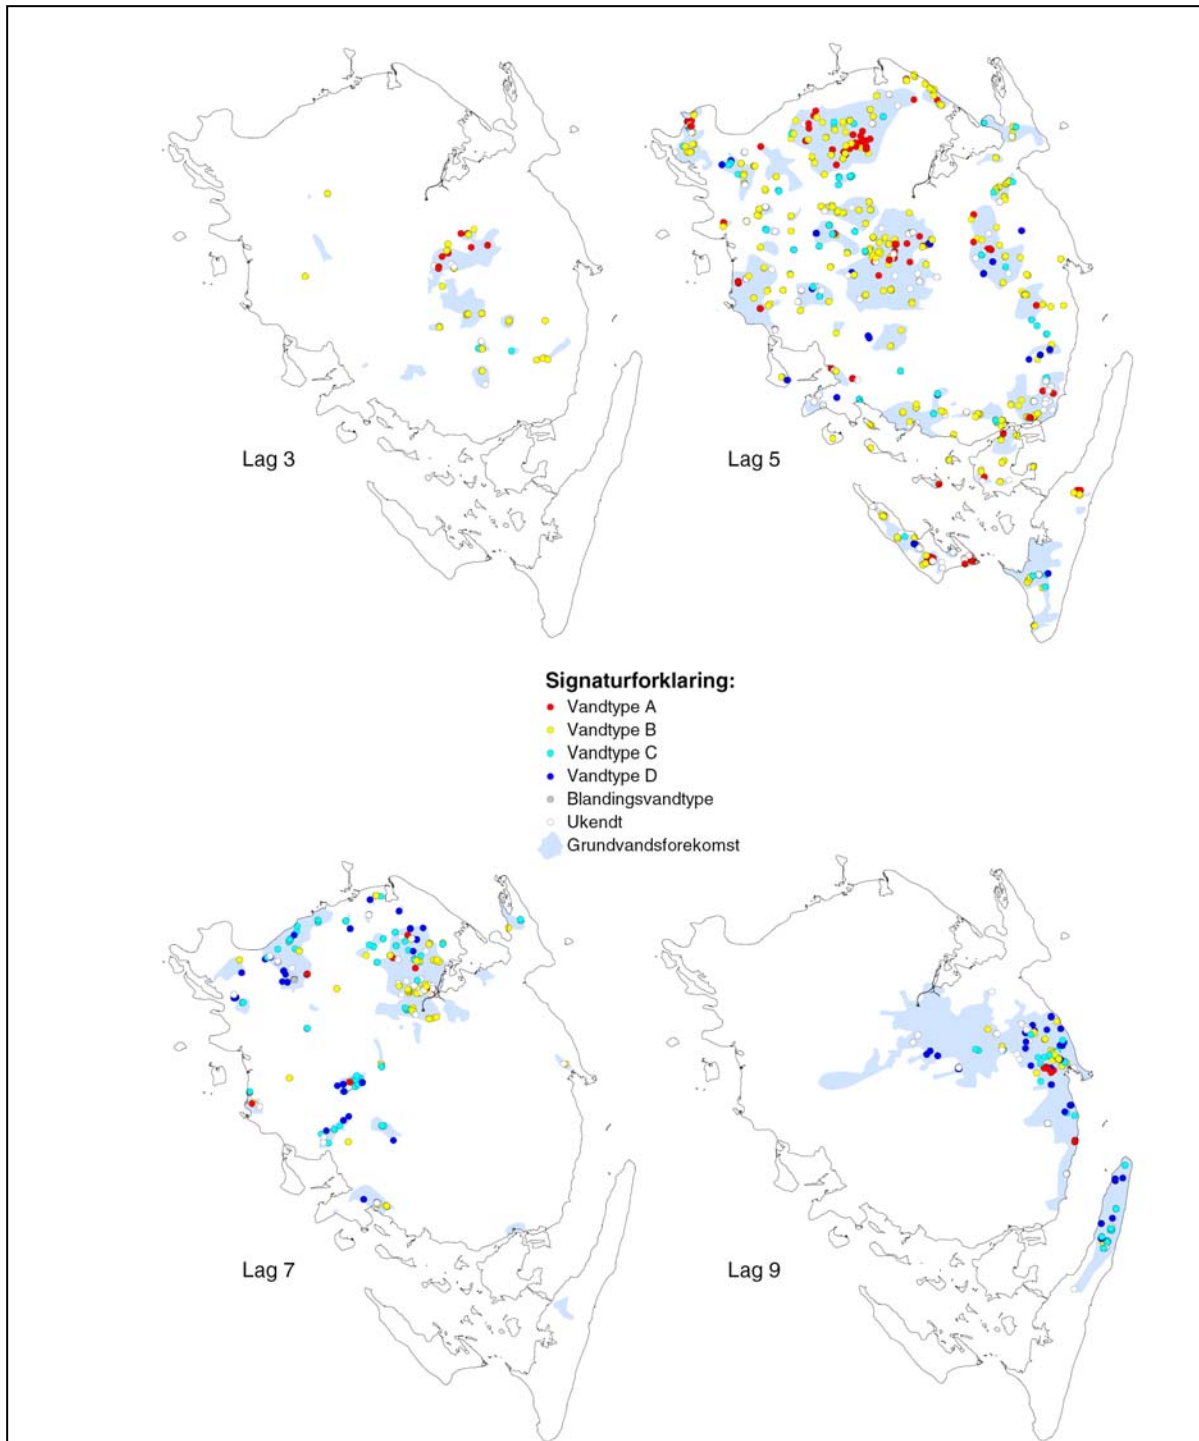 Lag 3
Lag 5
Signaturforklaring:
Vandtype A
Vandtype B
Vandtype C
Vandtype D
Blandingsvandtype
Ukendt
Grundvandsforekomst
Lag 7
Lag 9